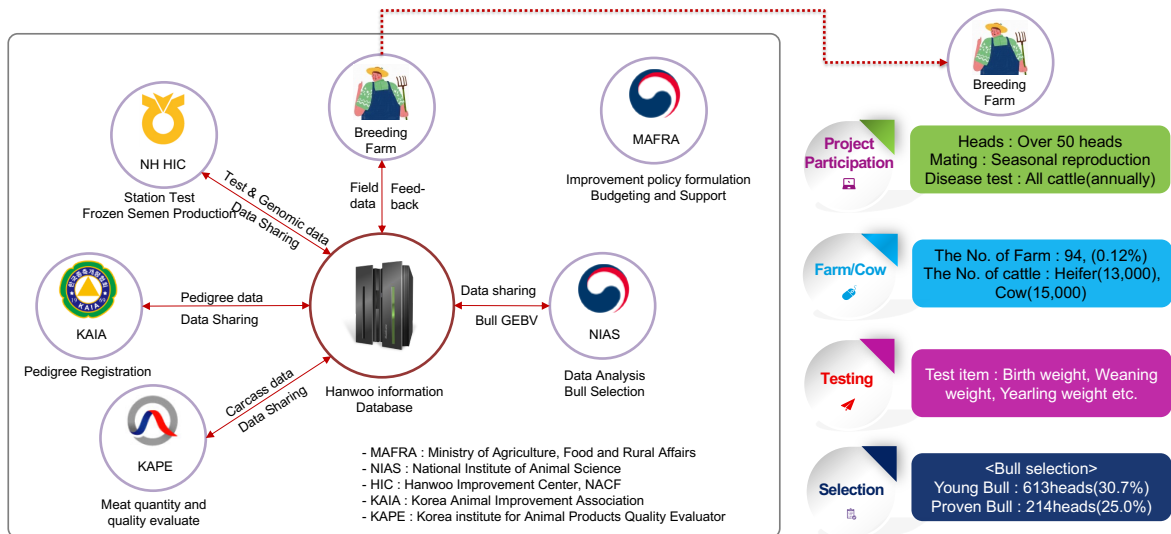 Breeding
Farm
NH HIC
Station Test
Frozen Semen Production
Test & Genomic data
Data Sharing
Field
data
Feed-
back
MAFRA
Improvement policy formulation
Budgeting and Support
KAIA
KAIA
Pedigree Registration
Pedigree data
Data Sharing
Hanwoo information
Database
Data sharing
Bull GEBV
NIAS
Data Analysis
Bull Selection
Carcass data
Data Sharing
KAPE
Meat quantity and
quality evaluate
- MAFRA : Ministry of Agriculture, Food and Rural Affairs
- NIAS : National Institute of Animal Science
- HIC : Hanwoo Improvement Center, NACF
- KAIA : Korea Animal Improvement Association
- KAPE : Korea institute for Animal Products Quality Evaluator
Breeding
Farm
Project
Participation
Heads : Over 50 heads
Mating : Seasonal reproduction
Disease test : All cattle(annually)
Farm/Cow
The No. of Farm : 94, (0.12%)
The No. of cattle : Heifer(13,000),
Cow(15,000)
Testing
Test item : Birth weight, Weaning
weight, Yearling weight etc.
Selection
<Bull selection>
Young Bull : 613heads(30.7%)
Proven Bull : 214heads(25.0%)